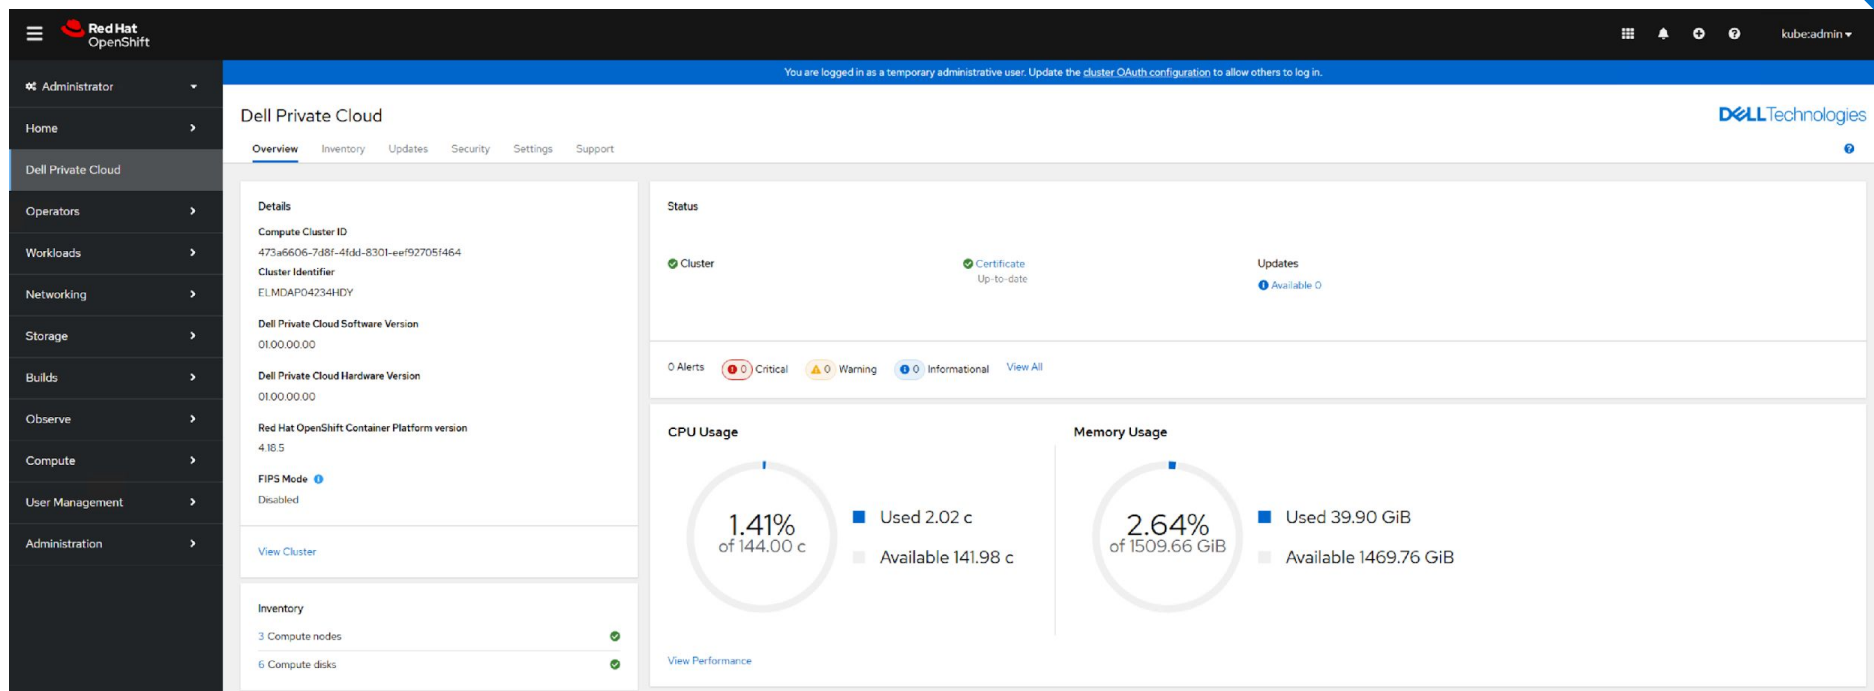 Red Hat
OpenShift
kube:admin
You are logged in as a temporary administrative user. Update the cluster OAuth configuration to allow others to log in.
Administrator
Home
Dell Private Cloud
Operators
Workloads
Networking
Storage
Builds
Observe
Compute
User Management
Administration
Dell Private Cloud
DELLTechnologies
Overview Inventory Updates Security Settings Support
Details
Compute Cluster ID
473a6606-7d8f-4fdd-8301-eef92705f464
Cluster Identifier
ELMDAP04234HDY
Dell Private Cloud Software Version
01.00.00.00
Dell Private Cloud Hardware Version
01.00.00.00
Red Hat OpenShift Container Platform version
4.18.5
FIPS Mode
Disabled
View Cluster
Inventory
3 Compute nodes
6 Compute disks
Status
Cluster
Certificate
Up-to-date
Updates
Available 0
0 Alerts 0 Critical 0 Warning 0 Informational View All
CPU Usage
1.41%
of 144.00 c
Used 2.02 c
Available 141.98 c
Memory Usage
2.64%
of 1509.66 GiB
Used 39.90 GiB
Available 1469.76 GiB
View Performance